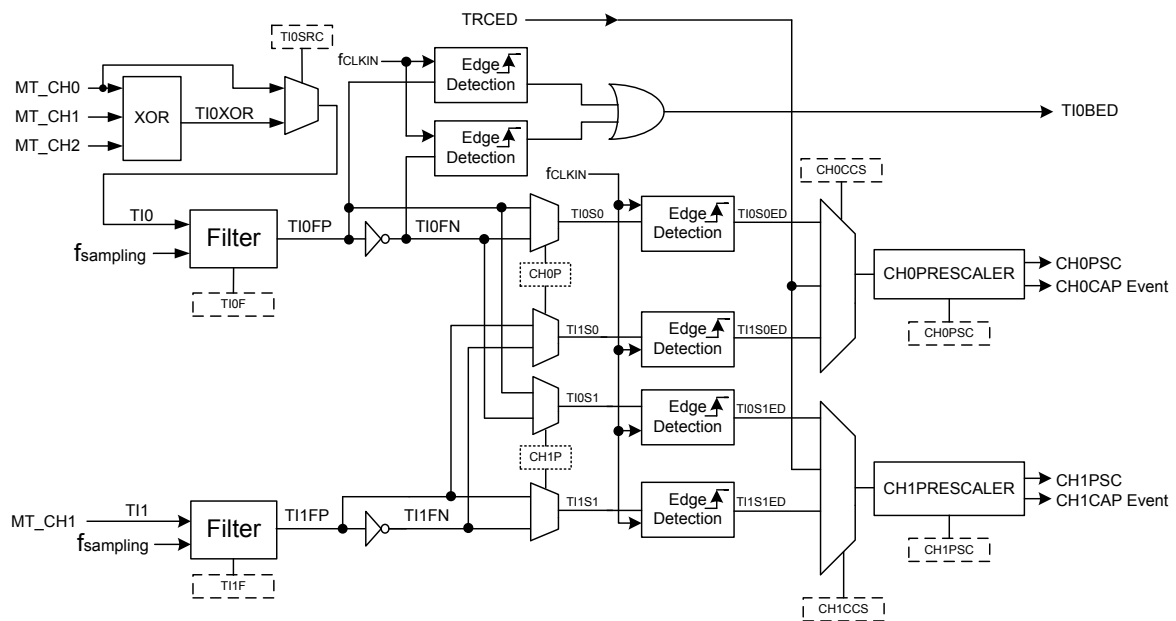 TRCED
TI0SRC
fCLKIN
Edge
Detection
MT_CH0
XOR
TI0XOR
MT_CH1
MT_CH2
TI0BED
Edge
Detection
fCLKIN
CH0CCS
TI0
Filter
TI0FP
TI0FN
TI0S0
Edge
Detection
TI0S0ED
fsampling
TI0F
CH0P
CH0PRESCALER
CH0PSC
CH0CAP Event
CH0PSC
TI1S0
Edge
Detection
TI1S0ED
TI0S1
Edge
Detection
TI0S1ED
CH1P
CH1PRESCALER
CH1PSC
CH1CAP Event
MT_CH1
TI1
Filter
TI1FP
TI1FN
TI1S1
Edge
Detection
TI1S1ED
fsampling
CH1PSC
TI1F
CH1CCS